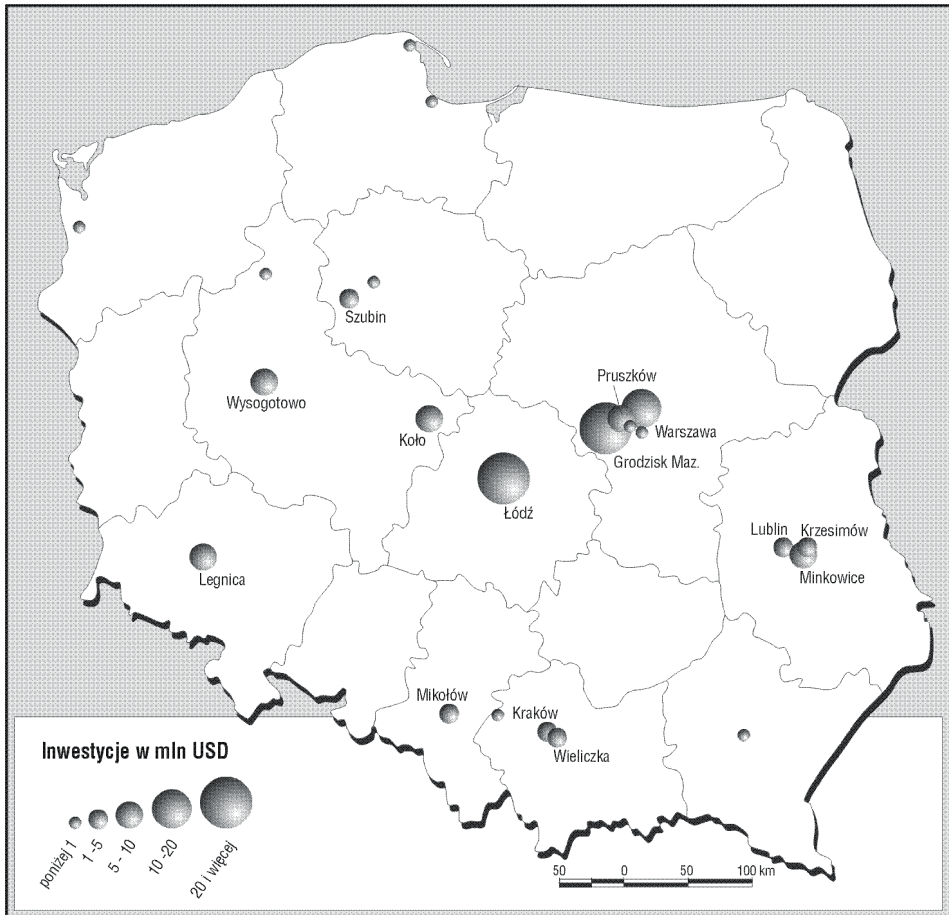 Szubin
Wysogotowo
Koło
Pruszków
Warszawa
Grodzisk Maz.
Łódź
Lublin Krzesimów
Minkowice
Legnica
Mikołów
Kraków
Wieliczka
Inwestycje w mln USD
poniżej 1
1 -5
5 - 10
10 -20
20 i więcej
50 0 50 100 km